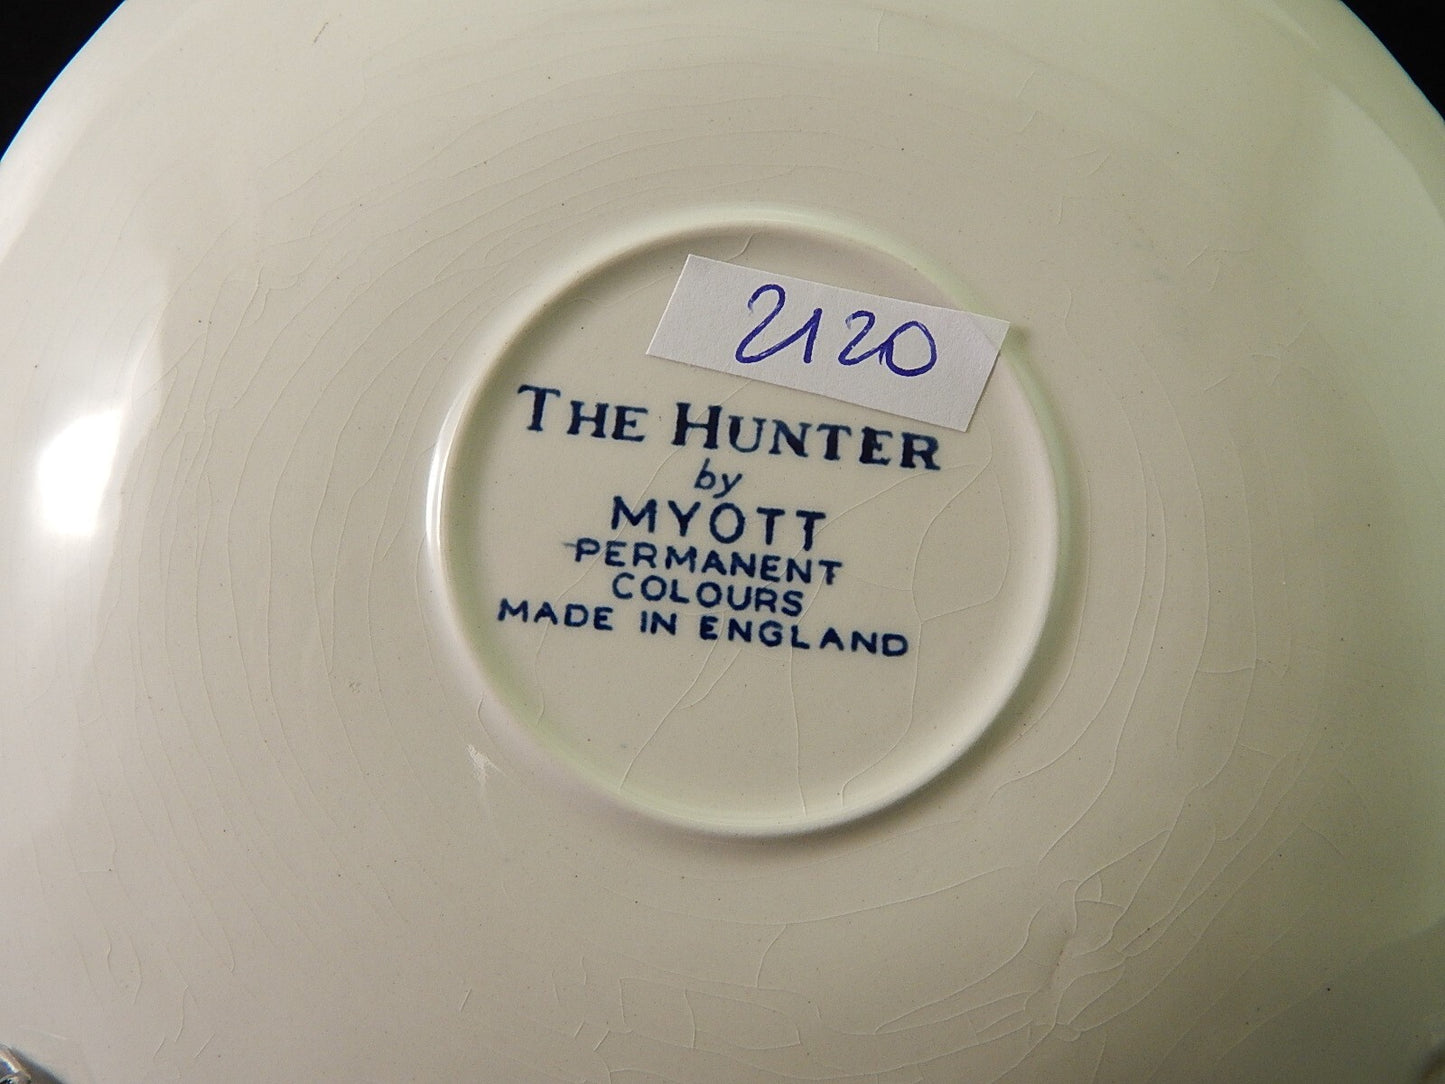 2120
THE HUNTER
by
MYOTT
PERMANENT
COLOURS
MADE IN ENGLAND